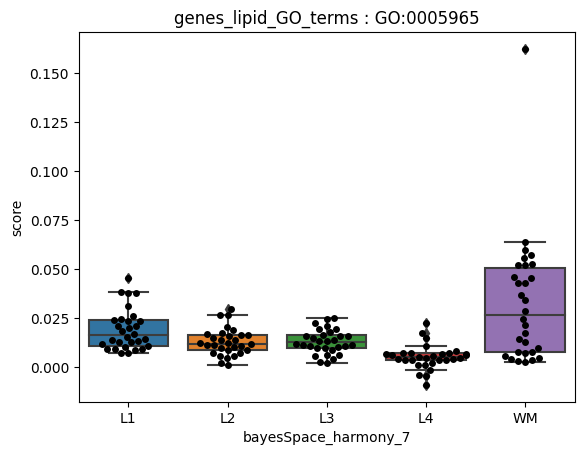 genes_lipid_GO_terms : GO:0005965
0.150
0.125
0.100
0.075
0.050
0.025
0.000
score
L1 L2 L3 L4 WM
bayesSpace_harmony_7